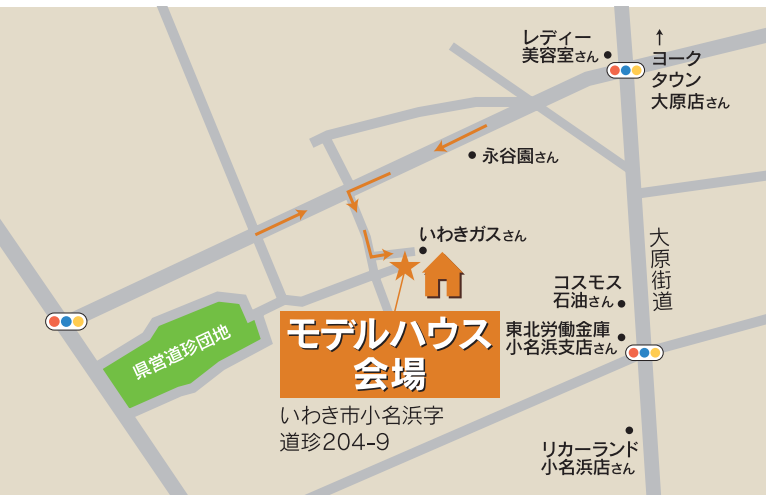 レディー
美容室さん
↑
ヨーク
タウン
大原店さん
永谷園さん
いわきガスさん
大原街道
コスモス
石油さん
東北労働金庫
小名浜支店さん
県営道珍団地
モデルハウス
会場
いわき市小名浜字
道珍204-9
リカーランド
小名浜店さん